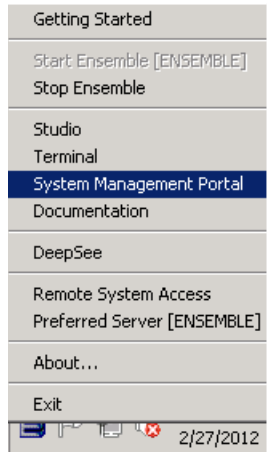 Getting Started
Start Ensemble [ENSEMBLE]
Stop Ensemble
Studio
Terminal
System Management Portal
Documentation
DeepSee
Remote System Access
Preferred Server [ENSEMBLE]
About...
Exit
2/27/2012